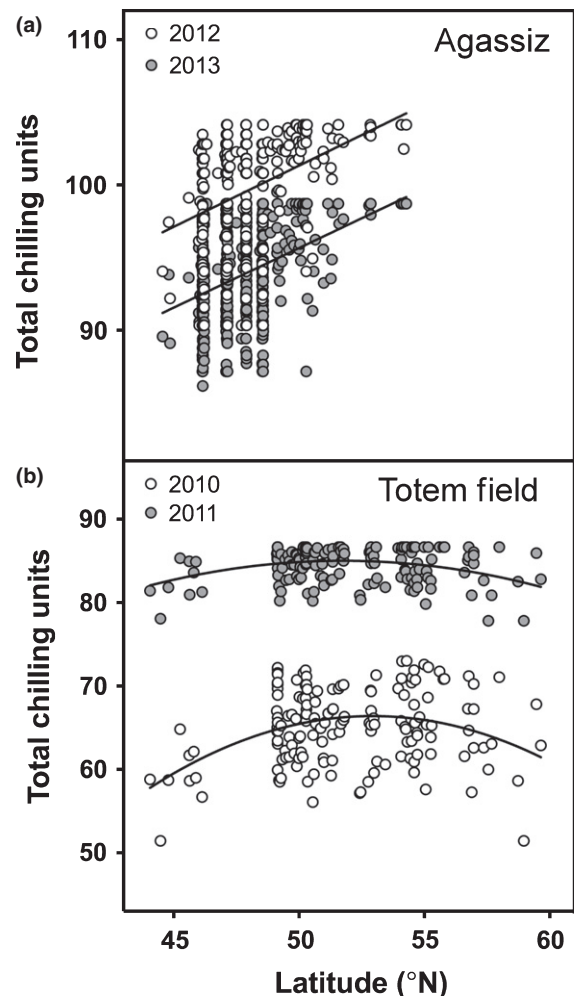 (a)
2012
2013
Agassiz
110
100
90
Total chilling units
(b)
2010
2011
Totem field
90
80
70
60
50
Total chilling units
45 50 55 60
Latitude (°N)